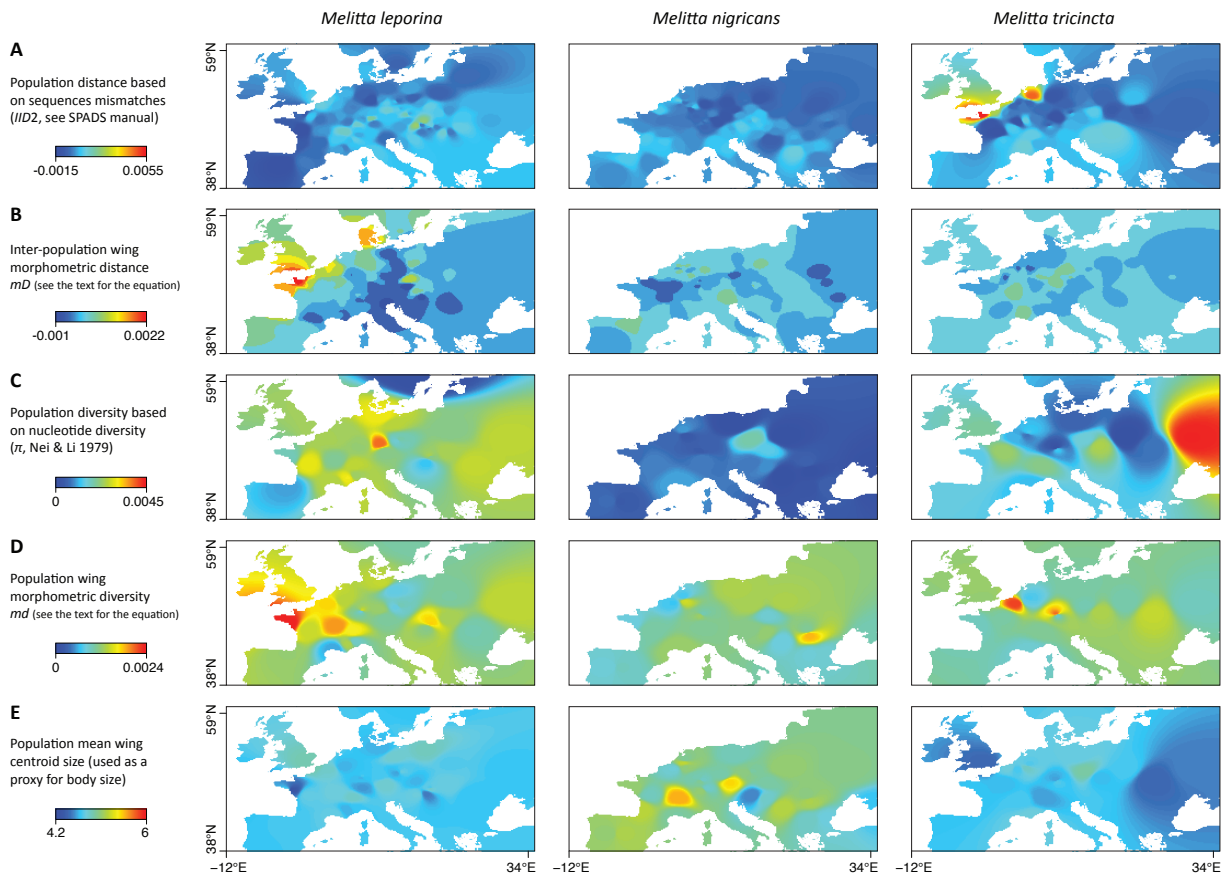 Melitta leporina
Melitta nigricans
Melitta tricincta
A
Population distance based
on sequences mismatches
(IID2, see SPADS manual)
-0.0015 0.0055
59°N
38°N
B
Inter-population wing
morphometric distance
mD (see the text for the equation)
-0.001 0.0022
59°N
38°N
C
Population diversity based
on nucleotide diversity
(π, Nei & Li 1979)
0 0.0045
59°N
38°N
D
Population wing
morphometric diversity
md (see the text for the equation)
0 0.0024
59°N
38°N
E
Population mean wing
centroid size (used as a
proxy for body size)
4.2 6
59°N
38°N
−12°E 34°E
−12°E 34°E
−12°E 34°E